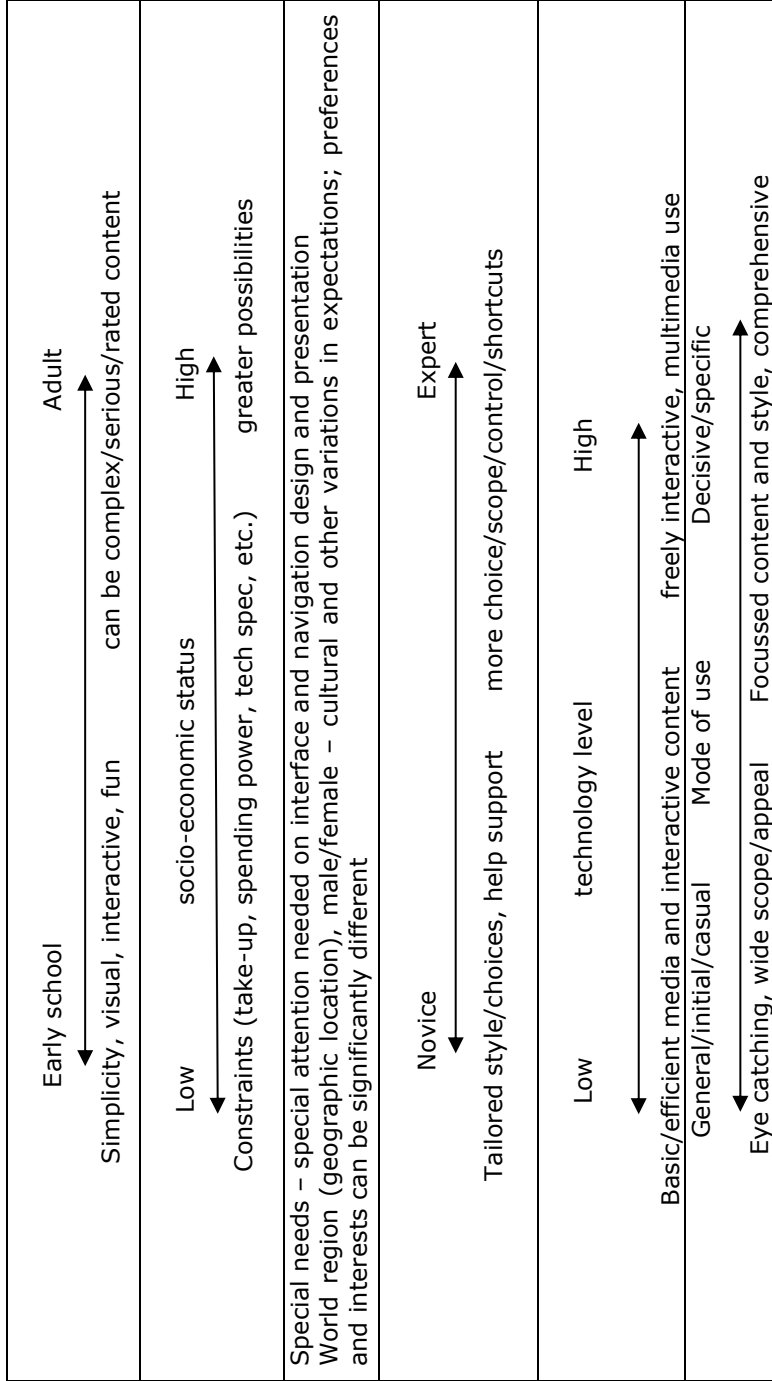 Early school Adult
Simplicity, visual, interactive, fun can be complex/serious/rated content
Low socio-economic status High
Constraints (take-up, spending power, tech spec, etc.) greater possibilities
Special needs – special attention needed on interface and navigation design and presentation
World region (geographic location), male/female – cultural and other variations in expectations; preferences
and interests can be significantly different
Novice Expert
Tailored style/choices, help support more choice/scope/control/shortcuts
Low technology level High
Basic/efficient media and interactive content freely interactive, multimedia use
General/initial/casual Mode of use Decisive/specific
Eye catching, wide scope/appeal Focussed content and style, comprehensive